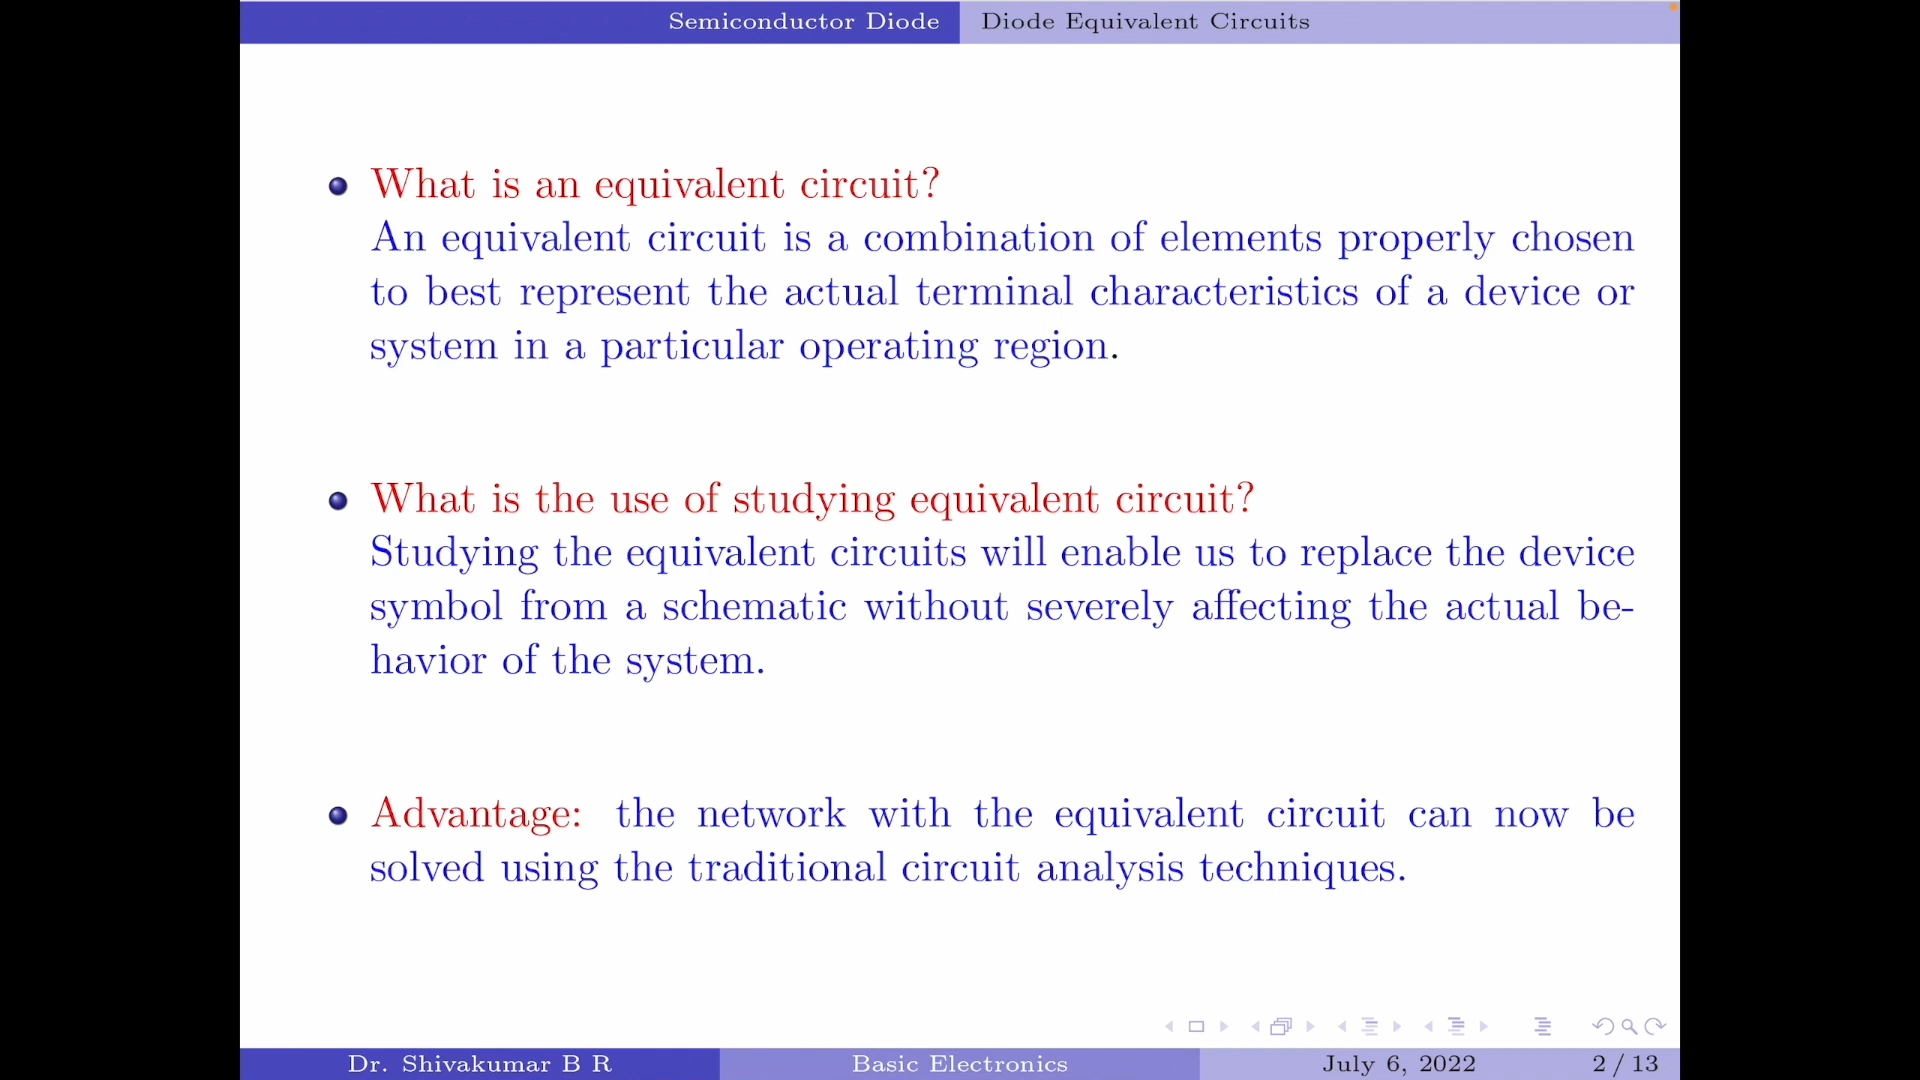 Semiconductor Diode Diode Equivalent Circuits
What is an equivalent circuit?
An equivalent circuit is a combination of elements properly chosen
to best represent the actual terminal characteristics of a device or
system in a particular operating region.
What is the use of studying equivalent circuit?
Studying the equivalent circuits will enable us to replace the device
symbol from a schematic without severely affecting the actual be-
havior of the system.
Advantage: the network with the equivalent circuit can now be
solved using the traditional circuit analysis techniques.
Dr. Shivakumar B R Basic Electronics July 6, 2022 2 / 13